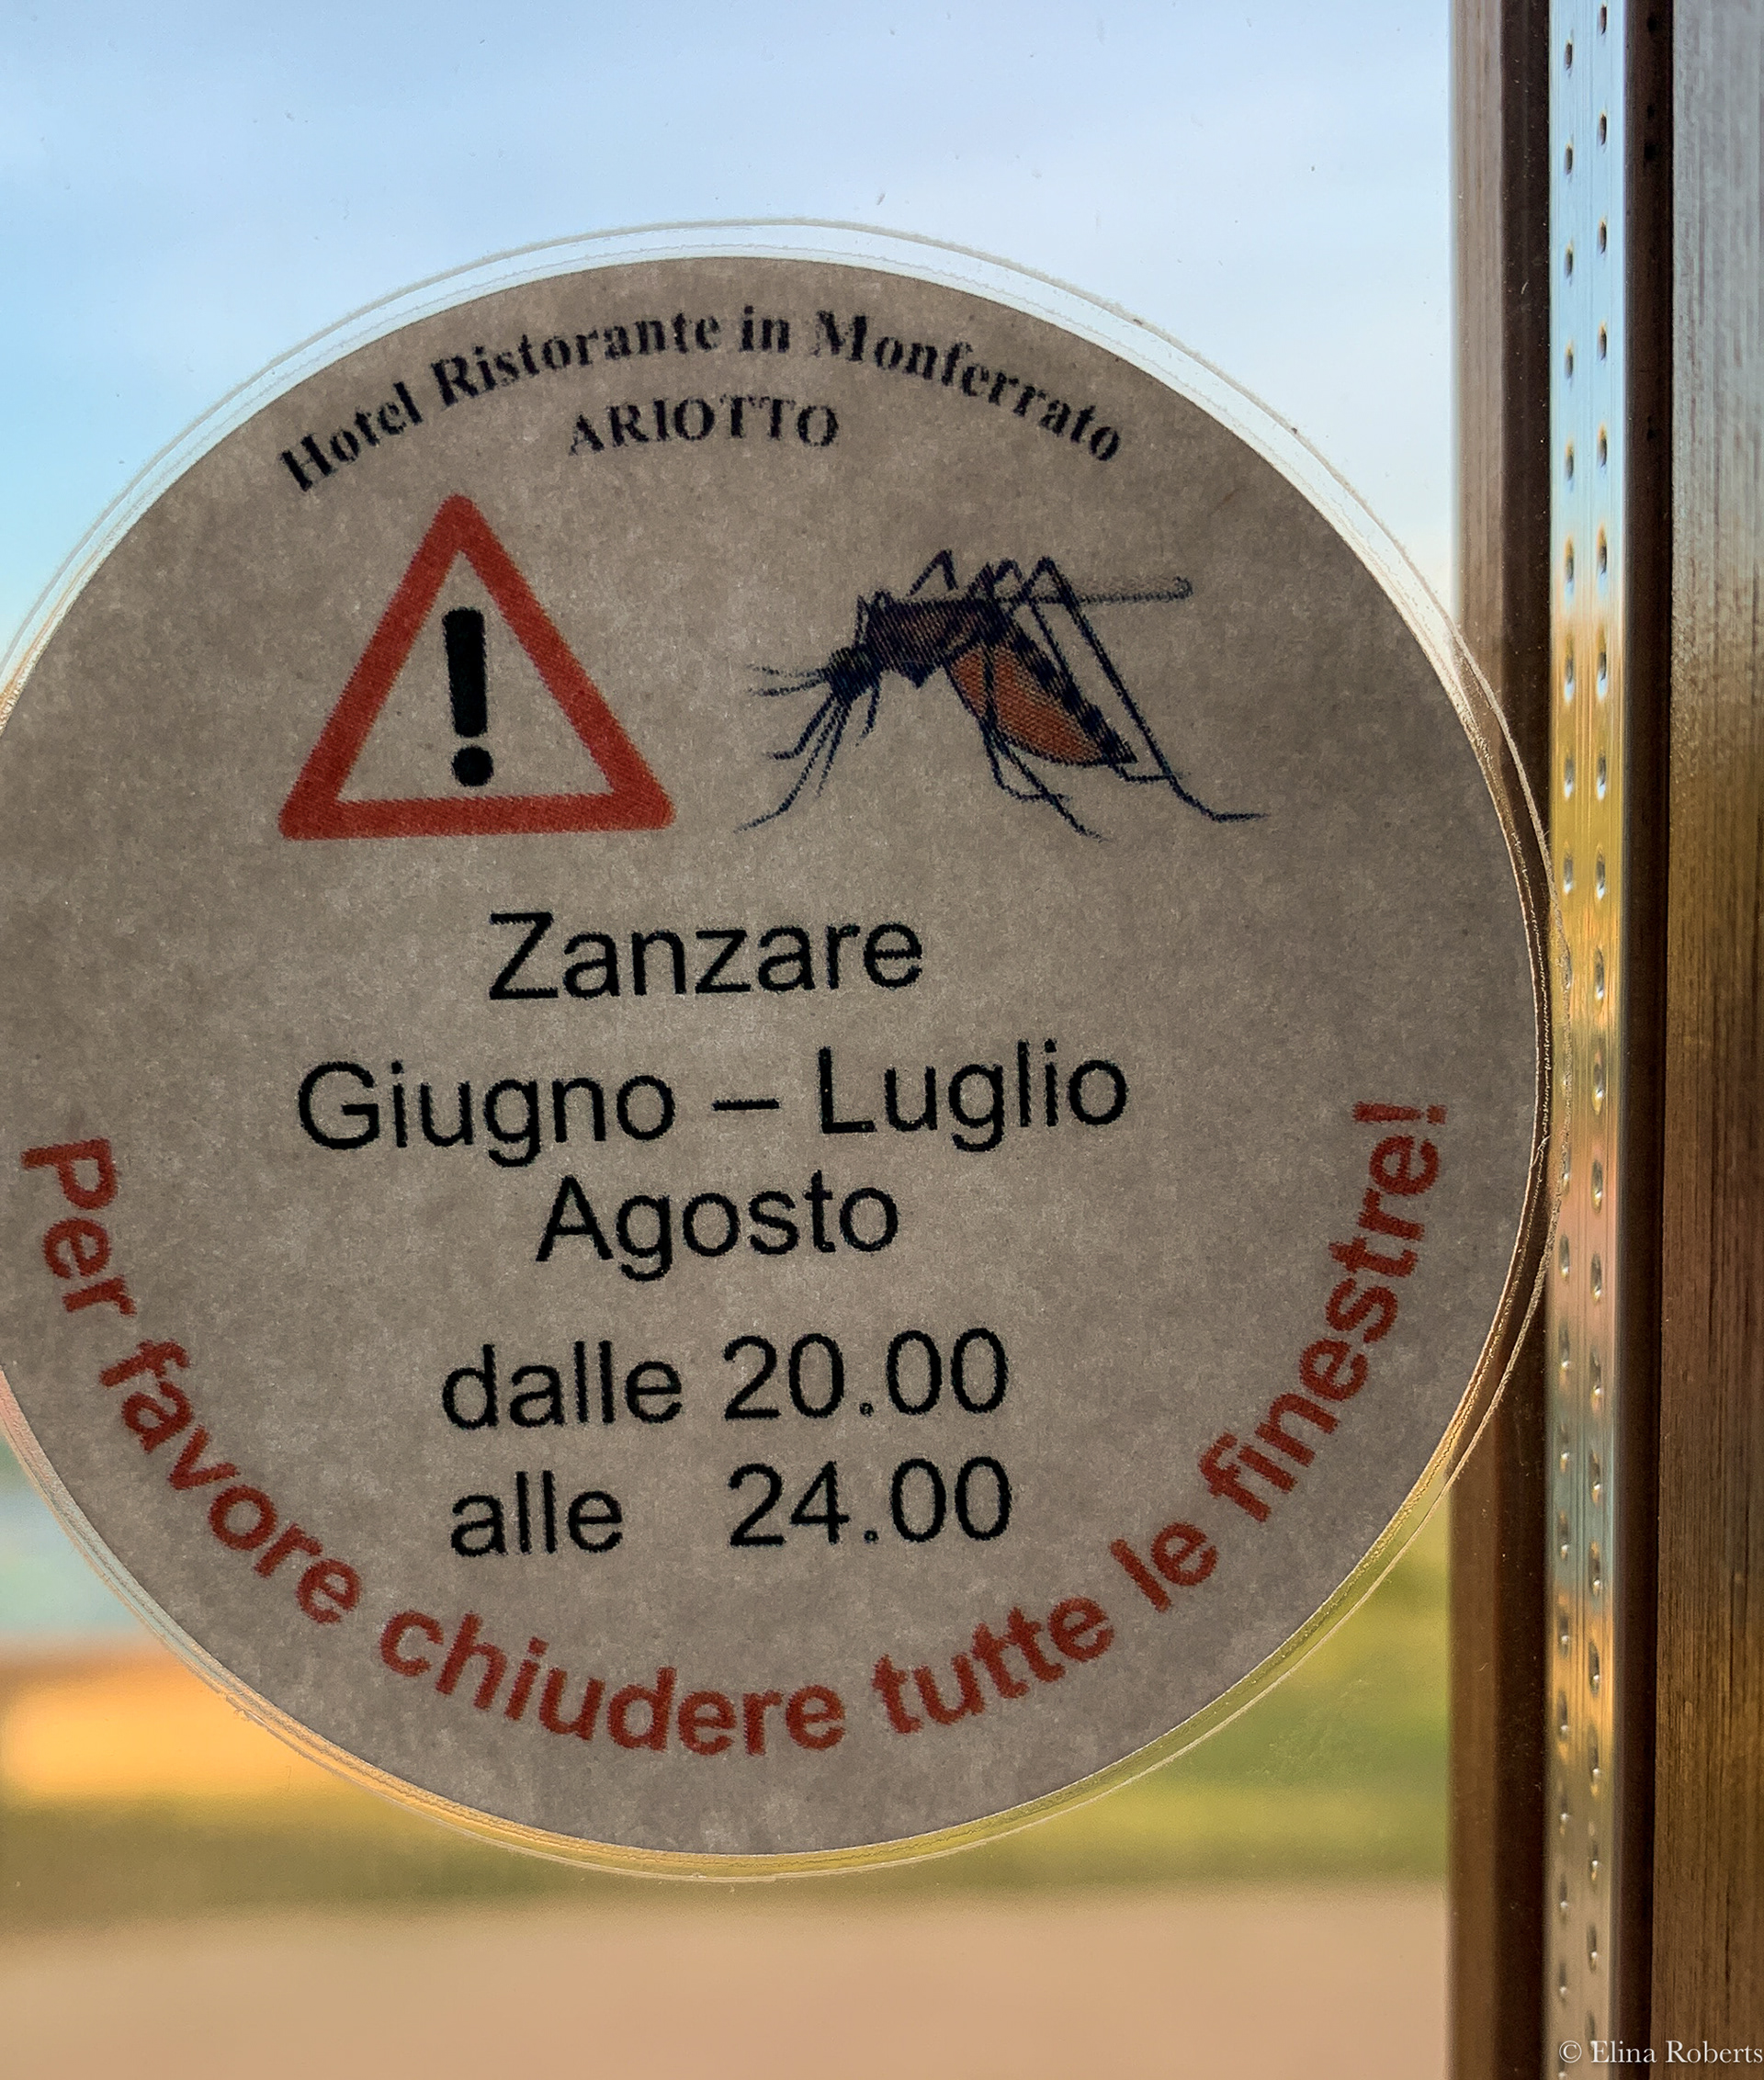 Hotel Ristorante in Monferrato
ARIOTTO
Zanzare
Giugno – Luglio
Agosto
dalle 20.00
alle 24.00
Per favore chiudere tutte le finestre!
© Elina Roberts